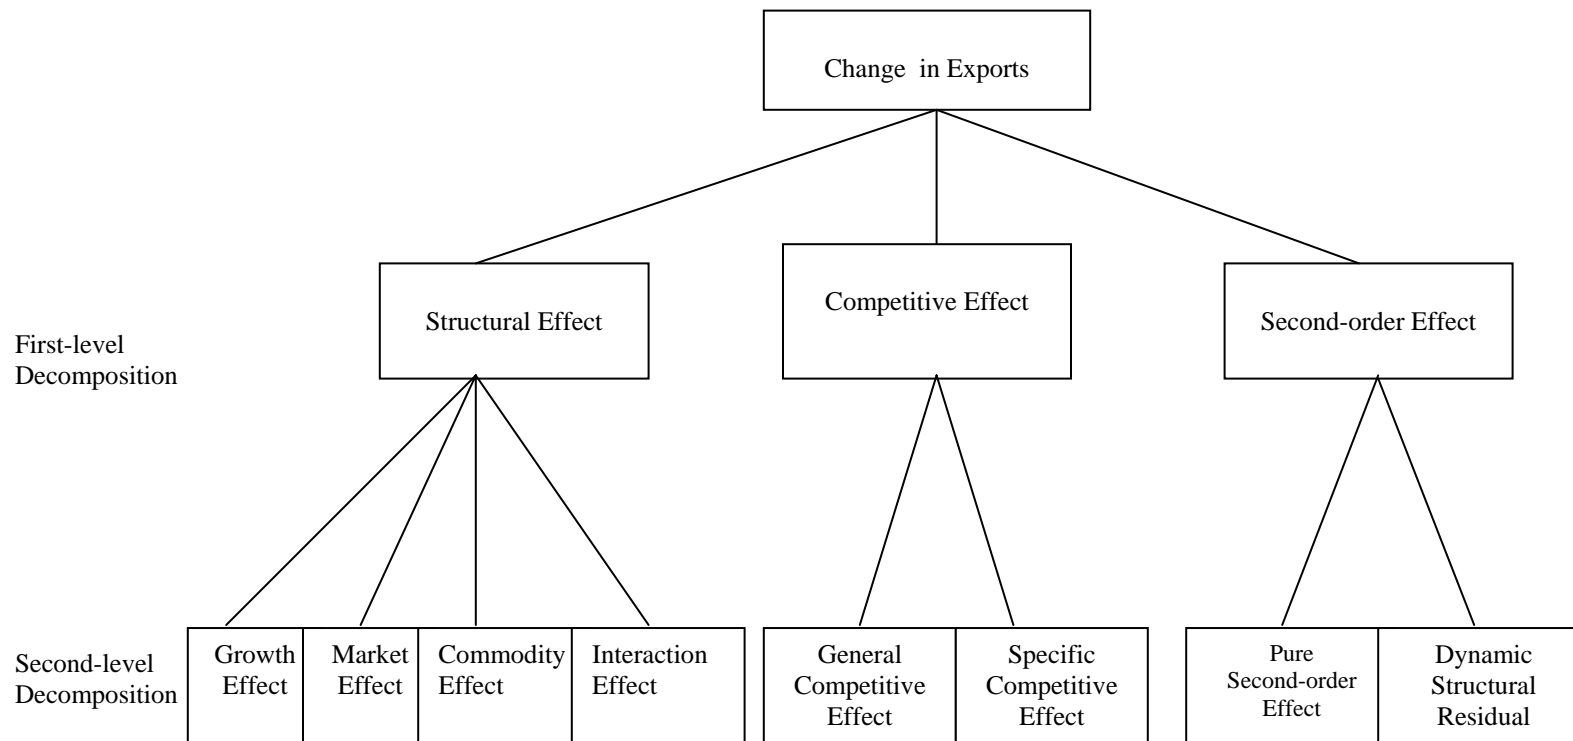 Change in Exports
Structural Effect
Competitive Effect
Second-order Effect
First-level
Decomposition
Second-level
Decomposition
Growth
Effect
Market
Effect
Commodity
Effect
Interaction
Effect
General
Competitive
Effect
Specific
Competitive
Effect
Pure
Second-order
Effect
Dynamic
Structural
Residual